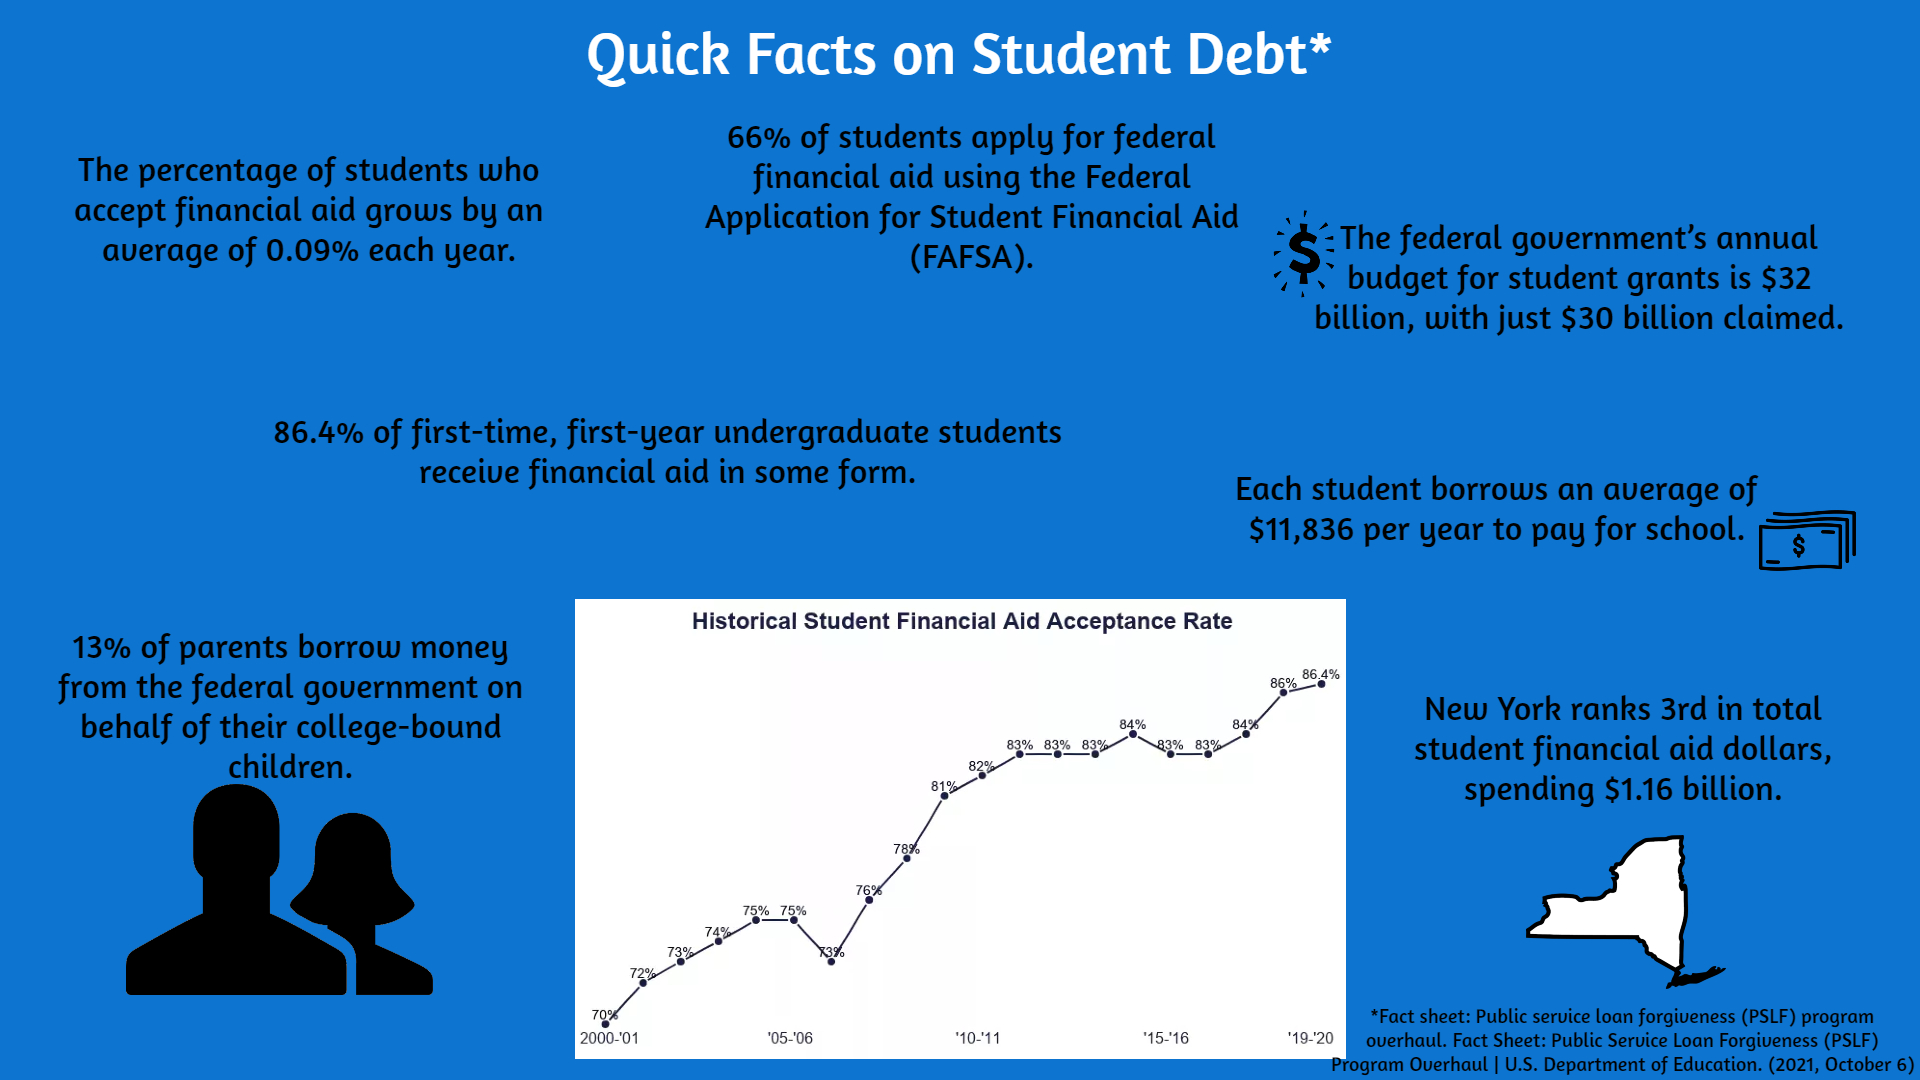 Quick Facts on Student Debt*
The percentage of students who
accept financial aid grows by an
average of 0.09% each year.
66% of students apply for federal
financial aid using the Federal
Application for Student Financial Aid
(FAFSA).
$
The federal government’s annual
budget for student grants is $32
billion, with just $30 billion claimed.
86.4% of first-time, first-year undergraduate students
receive financial aid in some form.
Each student borrows an average of
$11,836 per year to pay for school.
$
13% of parents borrow money
from the federal government on
behalf of their college-bound
children.
Historical Student Financial Aid Acceptance Rate
70%
72%
73%
74%
75%
75%
73%
76%
78%
81%
82%
83%
83%
83%
84%
83%
83%
84%
86%
86.4%
2000-'01
'05-'06
'10-'11
'15-'16
'19-'20
New York ranks 3rd in total
student financial aid dollars,
spending $1.16 billion.
*Fact sheet: Public service loan forgiveness (PSLF) program
overhaul. Fact Sheet: Public Service Loan Forgiveness (PSLF)
Program Overhaul | U.S. Department of Education. (2021, October 6)